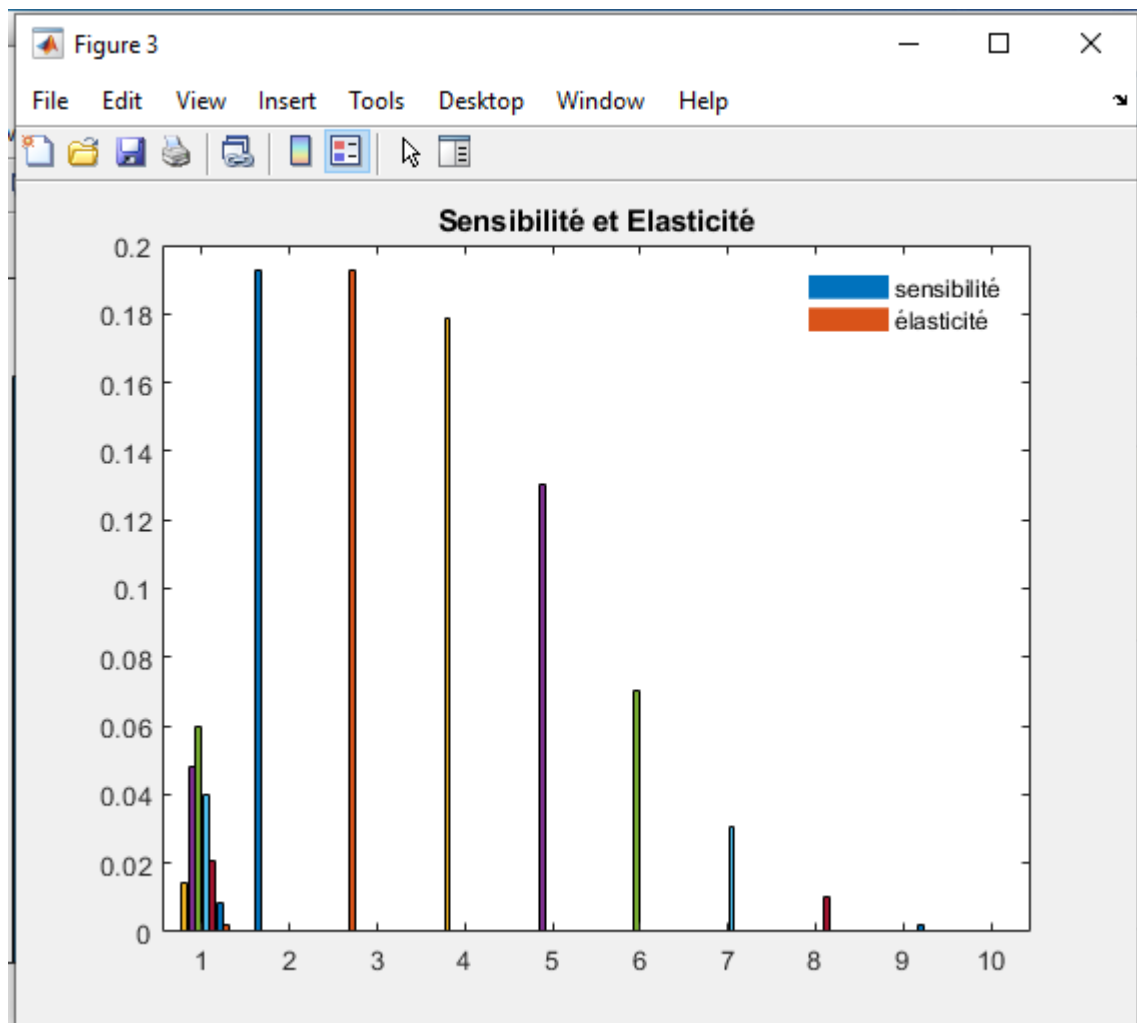 Figure 3
File Edit View Insert Tools Desktop Window Help
Sensibilité et Elasticité
0.2
0.18
0.16
0.14
0.12
0.1
0.08
0.06
0.04
0.02
0
sensibilité
élasticité
1 2 3 4 5 6 7 8 9 10